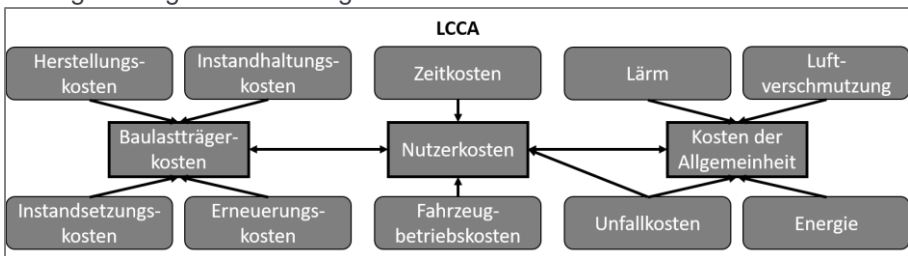 LCCA
Herstellungs-
kosten
Instandhaltungs-
kosten
Zeitkosten
Lärm
Luft-
verschmutzung
Baulastträger-
kosten
Nutzerkosten
Kosten der
Allgemeinheit
Instandsetzungs-
kosten
Erneuerungs-
kosten
Fahrzeug-
betriebskosten
Unfallkosten
Energie